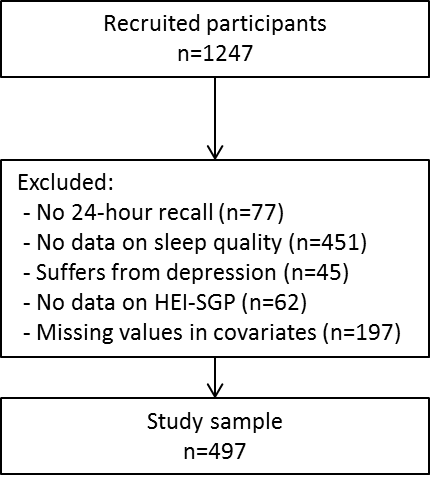 Recruited participants
n=1247
Excluded:
- No 24-hour recall (n=77)
- No data on sleep quality (n=451)
- Suffers from depression (n=45)
- No data on HEI-SGP (n=62)
- Missing values in covariates (n=197)
Study sample
n=497